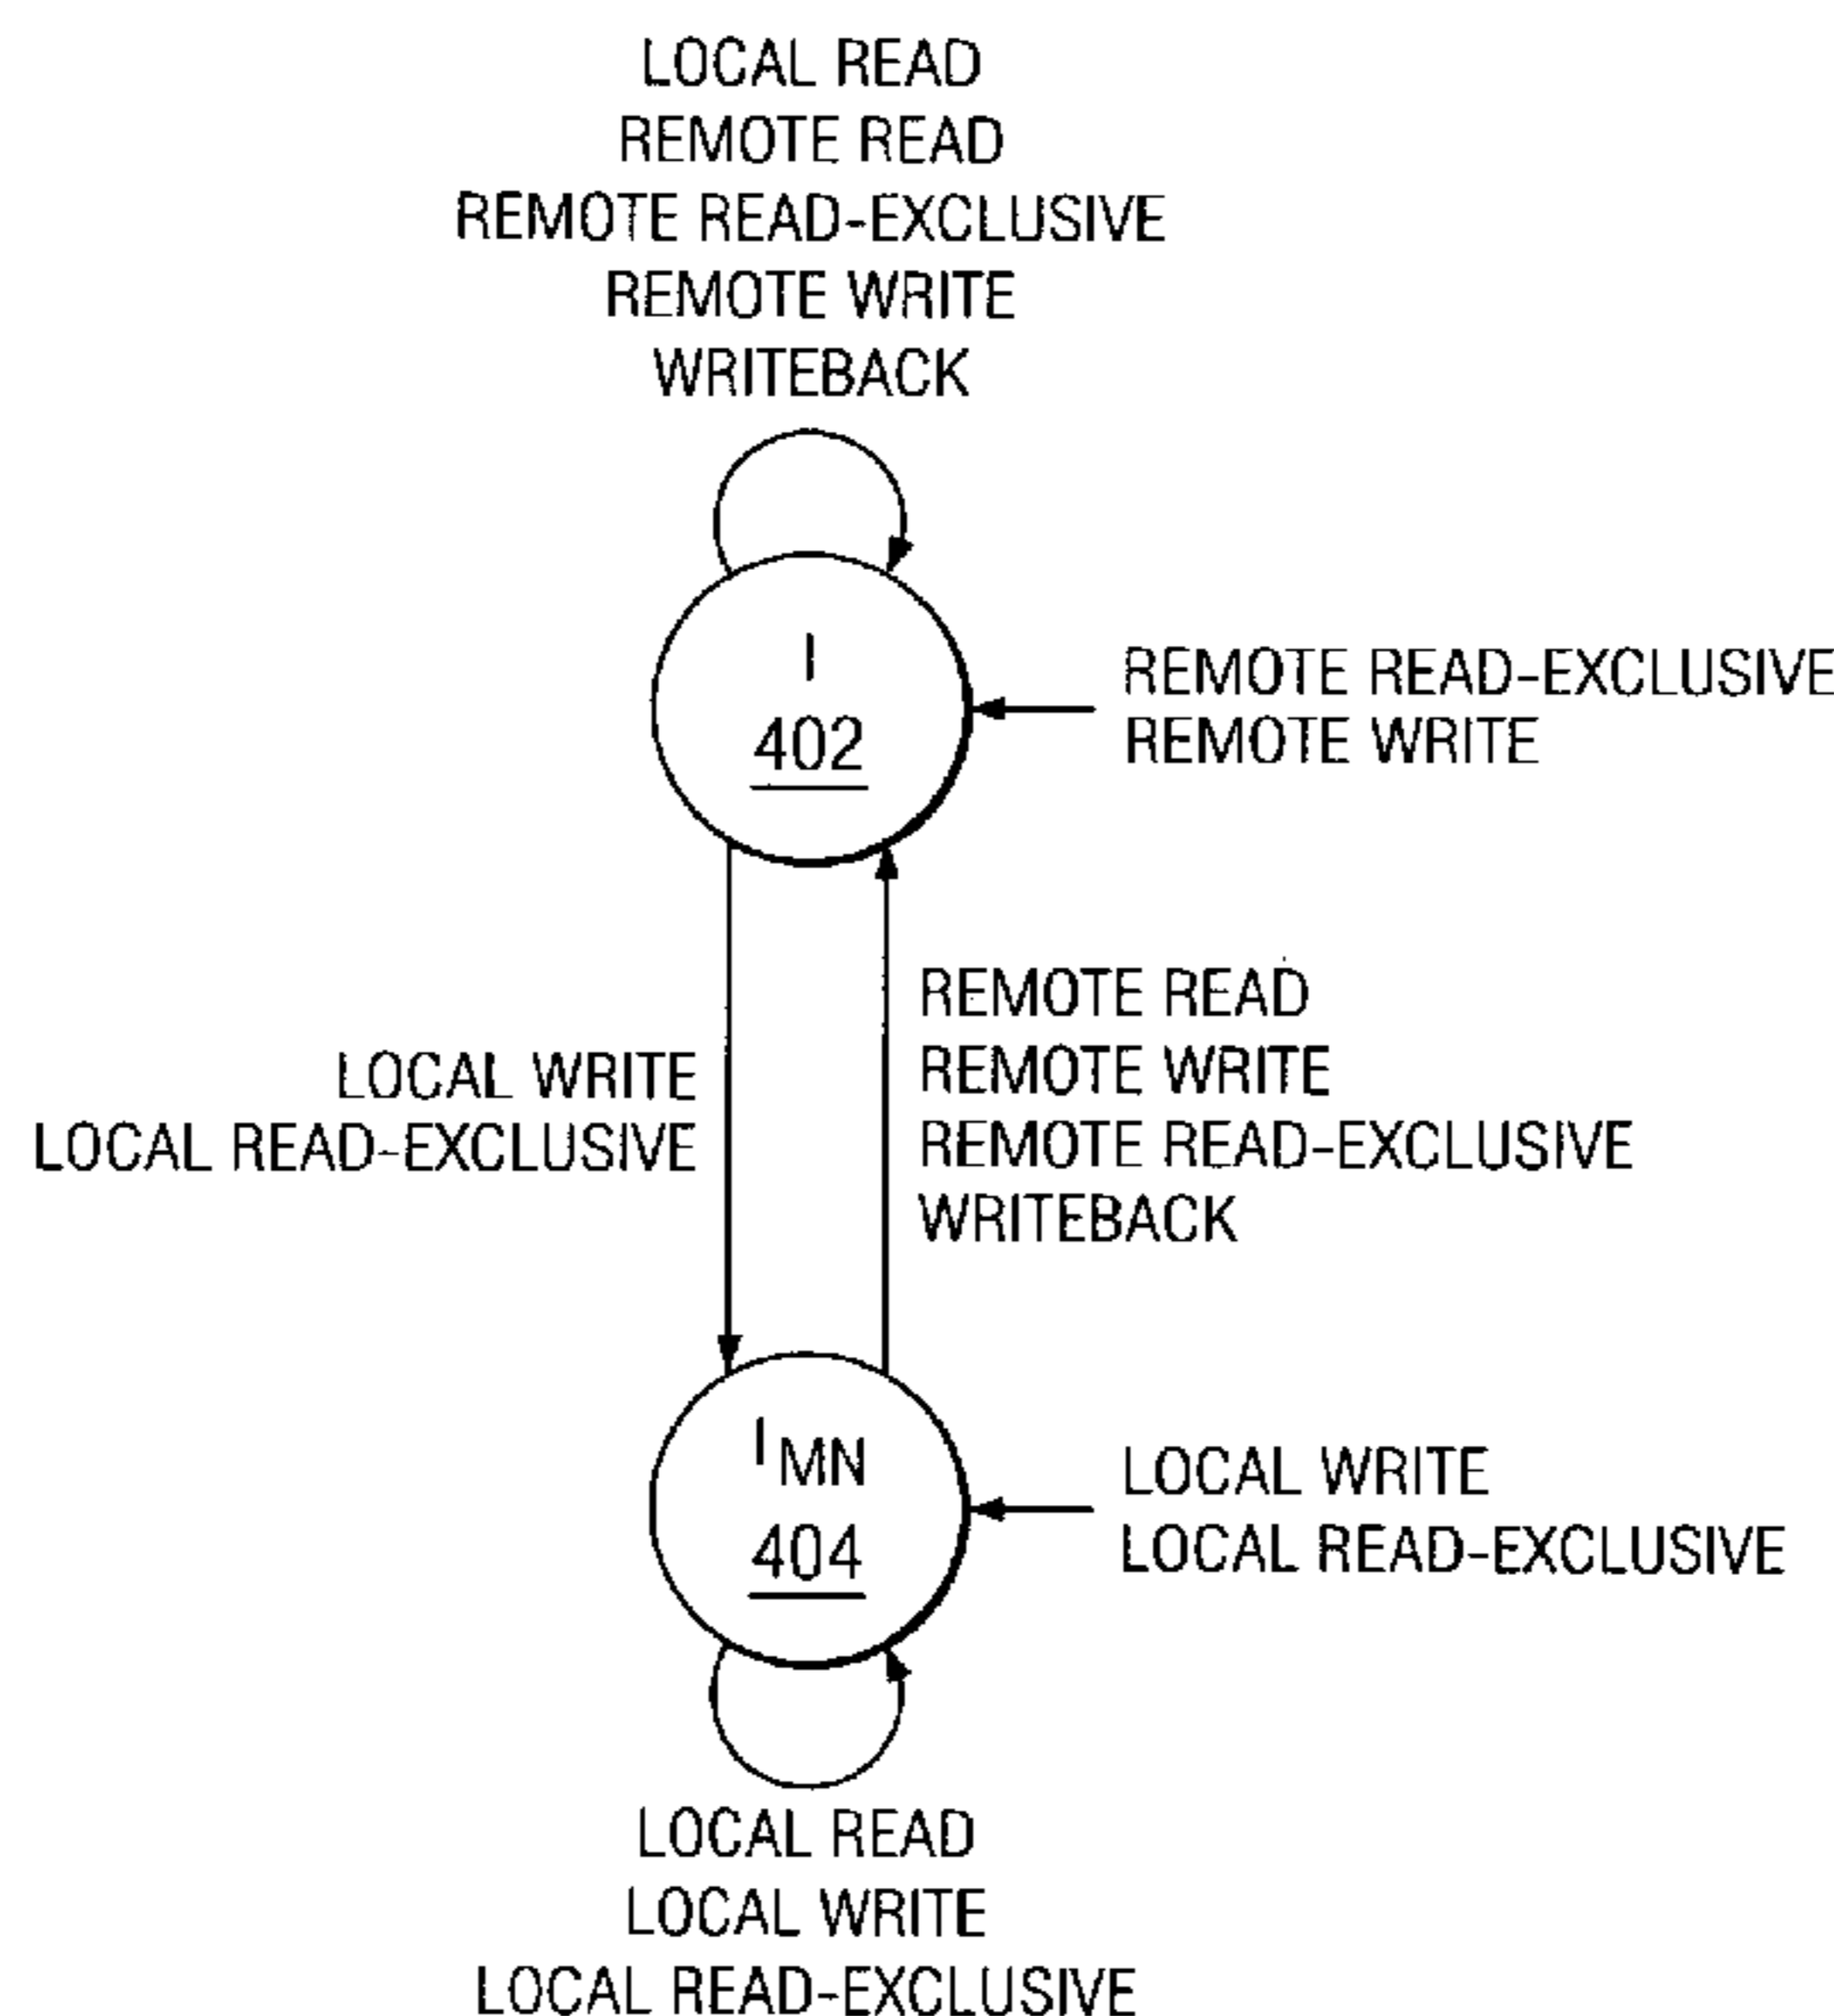 LOCAL READ
REMOTE READ
REMOTE READ-EXCLUSIVE
REMOTE WRITE
WRITEBACK
I
402
REMOTE READ-EXCLUSIVE
REMOTE WRITE
LOCAL WRITE
LOCAL READ-EXCLUSIVE
REMOTE READ
REMOTE WRITE
REMOTE READ-EXCLUSIVE
WRITEBACK
I MN
404
LOCAL WRITE
LOCAL READ-EXCLUSIVE
LOCAL READ
LOCAL WRITE
LOCAL READ-EXCLUSIVE